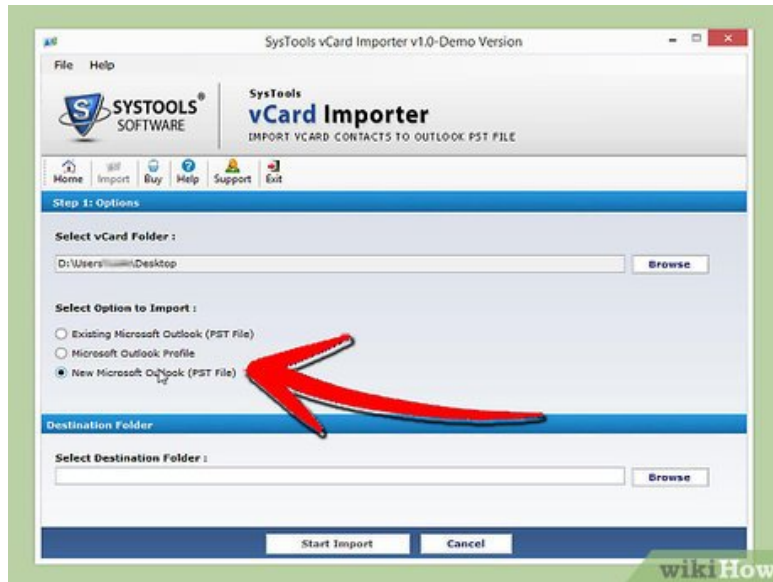 SysTools vCard Importer v1.0-Demo Version
File Help
SYSTOOLS®
SOFTWARE
SysTools
vCard Importer
IMPORT VCARD CONTACTS TO OUTLOOK PST FILE
Home Import Buy Help Support Exit
Step 1: Options
Select vCard Folder :
D:\Users\ \Desktop Browse
Select Option to Import :
Existing Microsoft Outlook (PST File)
Microsoft Outlook Profile
New Microsoft Outlook (PST File)
Destination Folder
Select Destination Folder :
Browse
Start Import Cancel
wikiHow